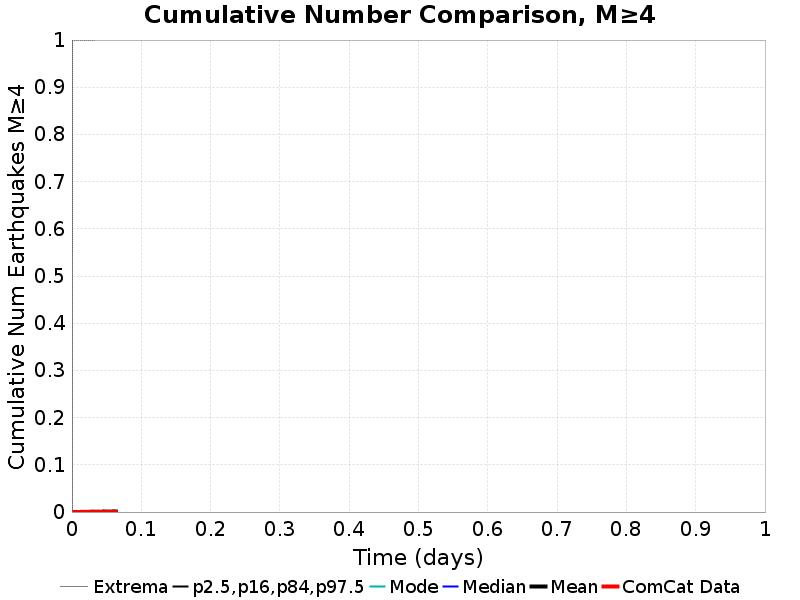 Cumulative Number Comparison, M≥4
Cumulative Num Earthquakes M≥4
1
0.9
0.8
0.7
0.6
0.5
0.4
0.3
0.2
0.1
0
0 0.1 0.2 0.3 0.4 0.5 0.6 0.7 0.8 0.9 1
Time (days)
Extrema p2.5,p16,p84,p97.5 Mode Median Mean ComCat Data